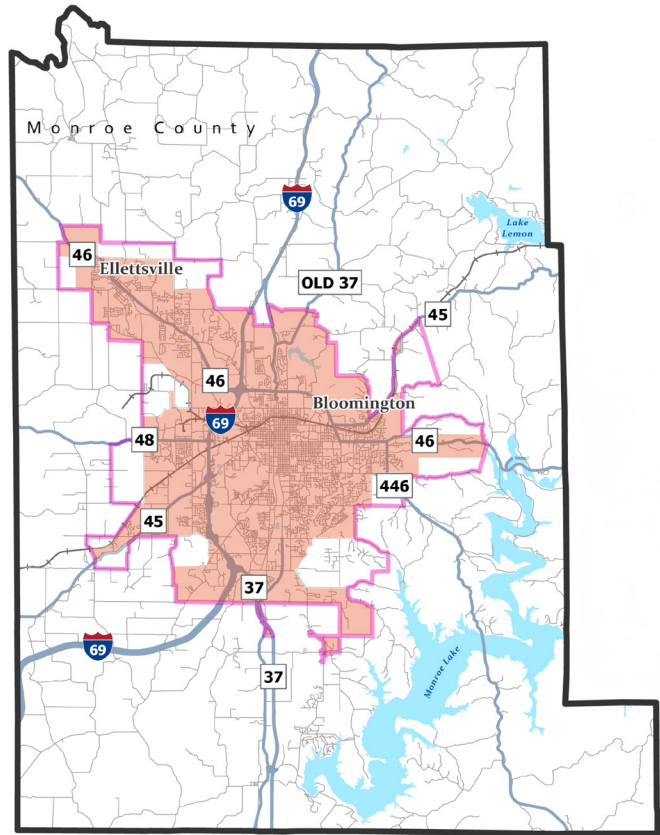 Monroe County
69
Lake
Lemon
46
Ellettsville
OLD 37
45
46
Bloomington
69
48
46
446
45
37
69
37
Monroe Lake